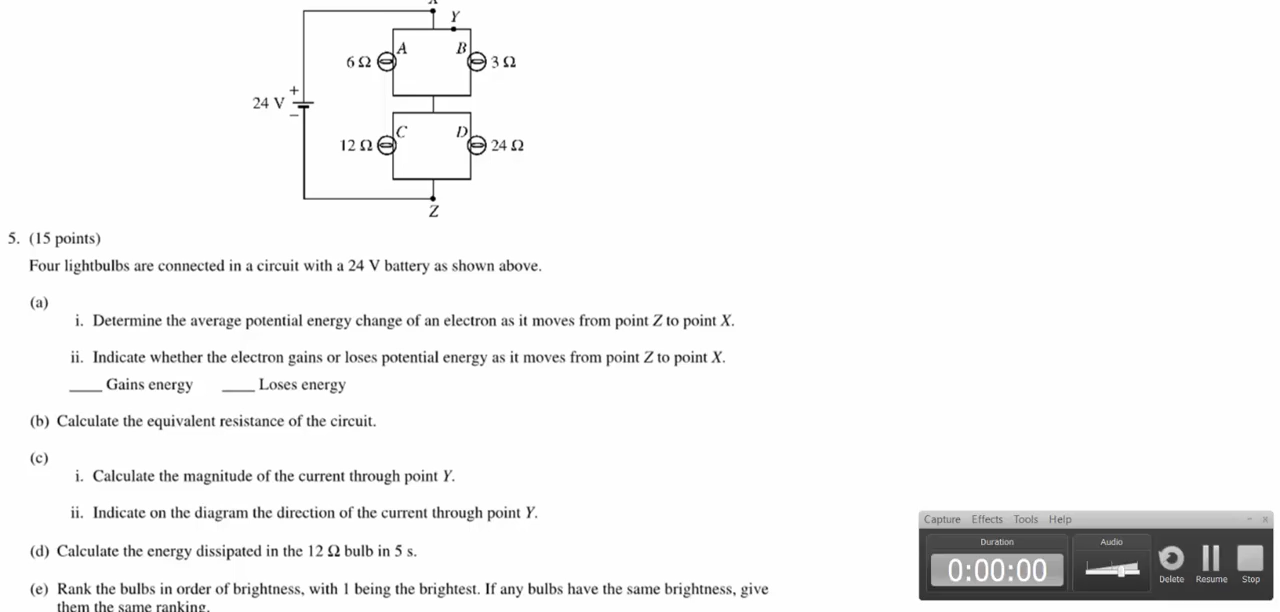 Y
A
B
6 Ω
3 Ω
+
24 V
−
C
D
12 Ω
24 Ω
Z
5. (15 points)
Four lightbulbs are connected in a circuit with a 24 V battery as shown above.
(a)
i. Determine the average potential energy change of an electron as it moves from point Z to point X.
ii. Indicate whether the electron gains or loses potential energy as it moves from point Z to point X.
____ Gains energy ____ Loses energy
(b) Calculate the equivalent resistance of the circuit.
(c)
i. Calculate the magnitude of the current through point Y.
ii. Indicate on the diagram the direction of the current through point Y.
(d) Calculate the energy dissipated in the 12 Ω bulb in 5 s.
(e) Rank the bulbs in order of brightness, with 1 being the brightest. If any bulbs have the same brightness, give
them the same ranking.
Capture Effects Tools Help
Duration
Audio
0:00:00
Delete Resume Stop